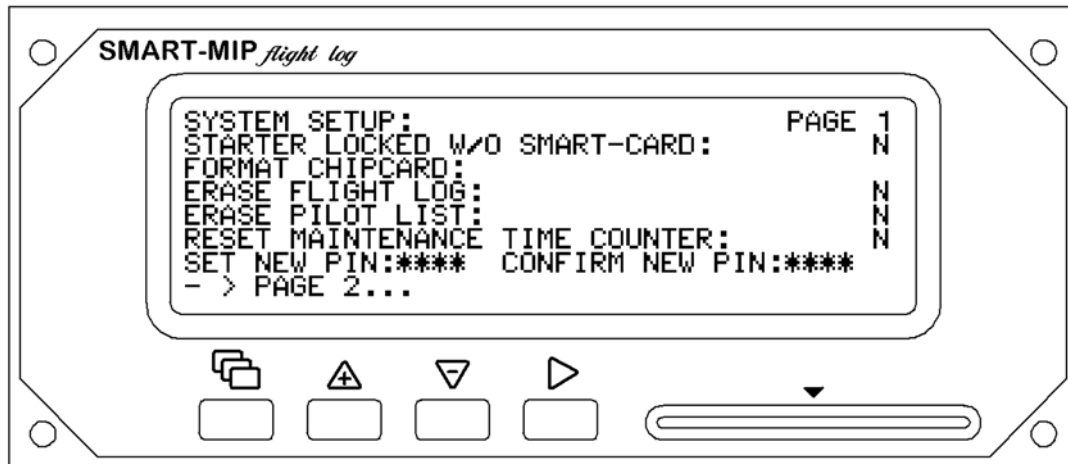 SMART-MIP flight log
SYSTEM SETUP: PAGE 1
STARTER LOCKED W/O SMART-CARD: N
FORMAT CHIPCARD:
ERASE FLIGHT LOG: N
ERASE PILOT LIST: N
RESET MAINTENANCE TIME COUNTER: N
SET NEW PIN:**** CONFIRM NEW PIN:****
- > PAGE 2...